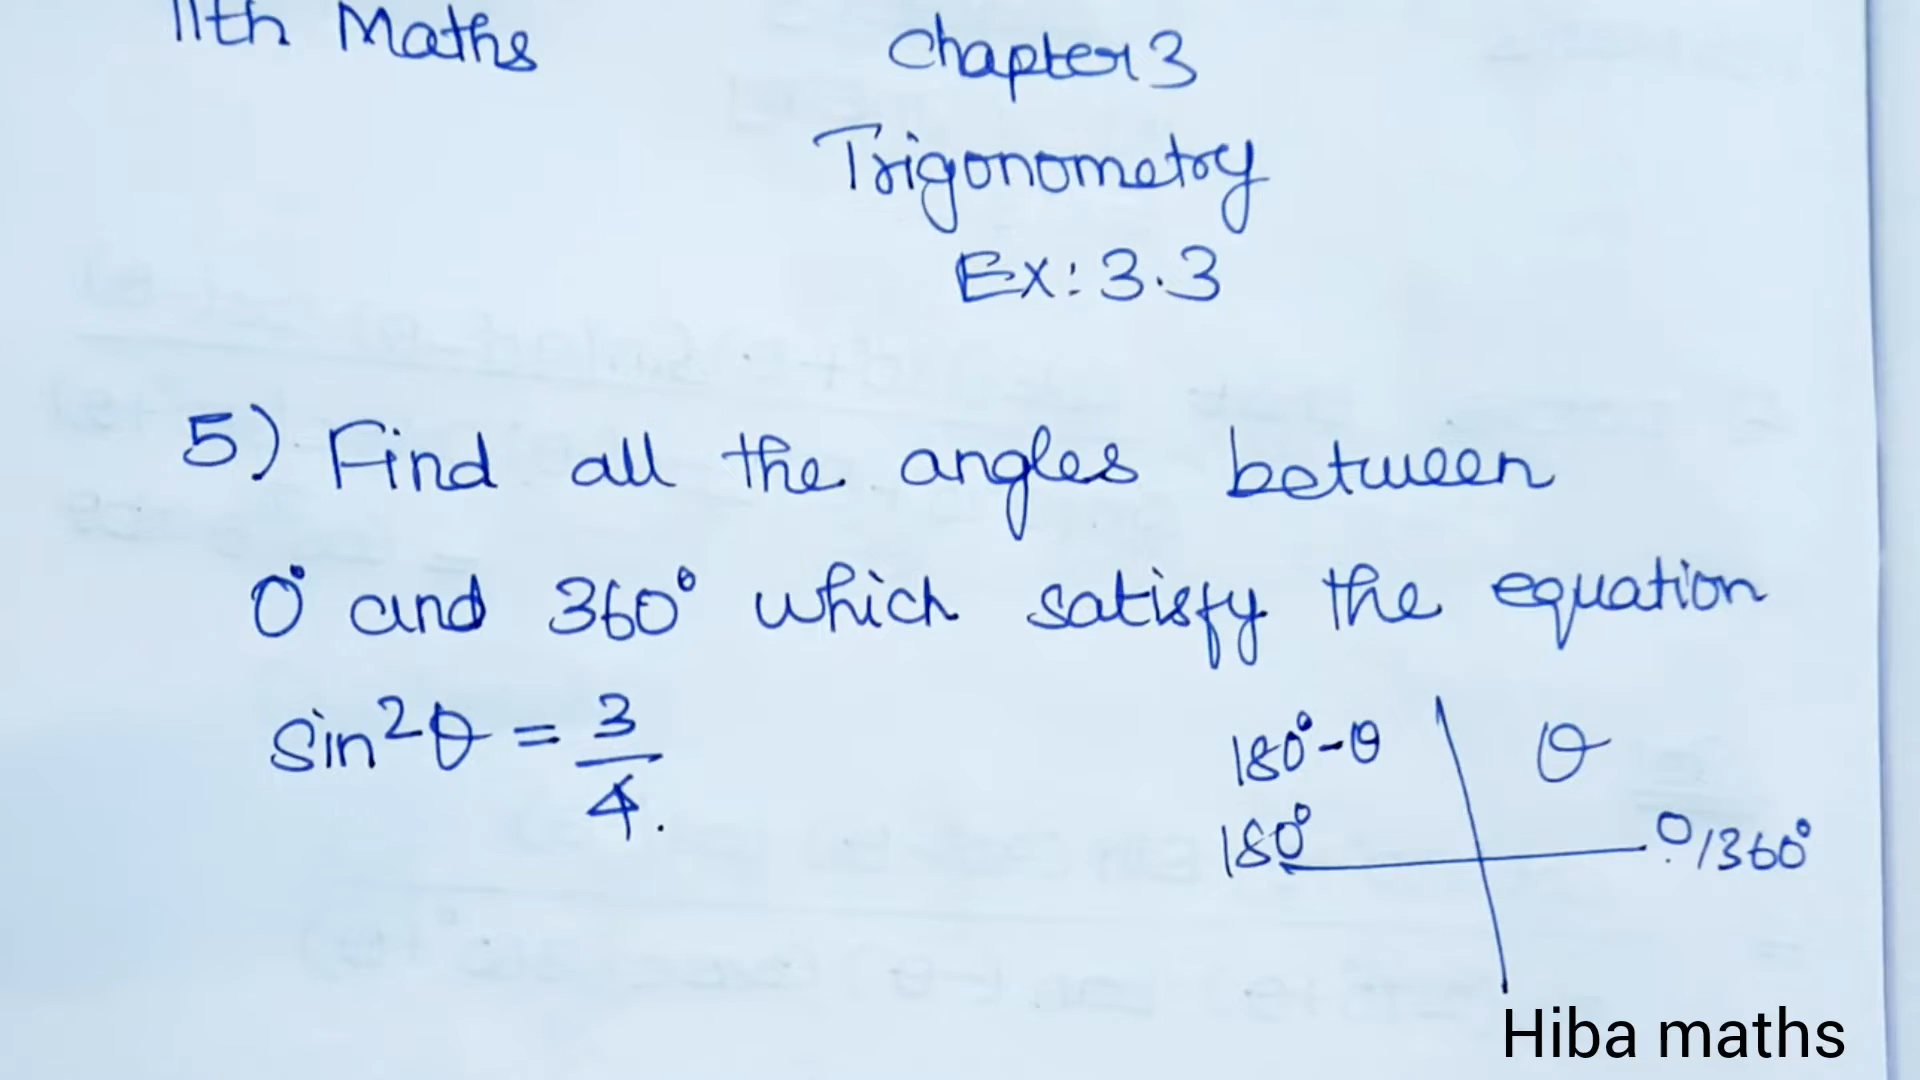 11th Maths Chapter 3
Trigonometry
Ex: 3.3
5) Find all the angles between
0° and 360° which satisfy the equation
sin²θ = 3/4.
180°-θ θ
180° 0°/360°
Hiba maths